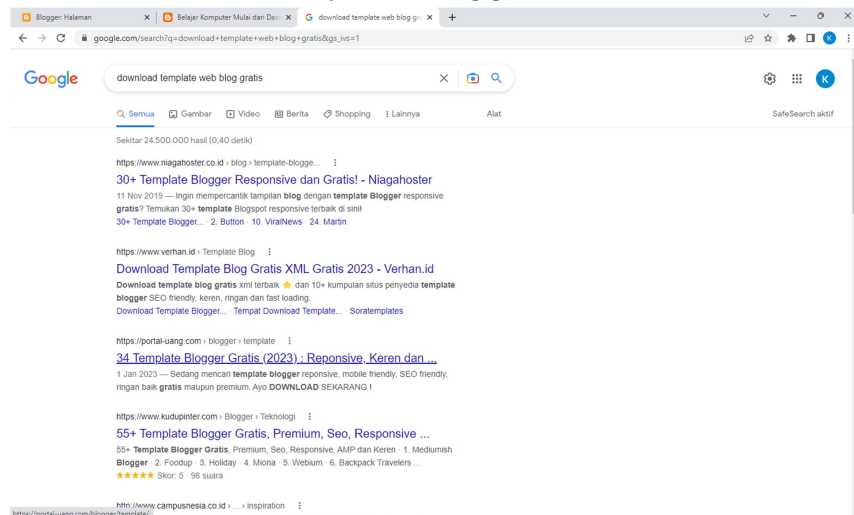 Blogger: Halaman
Belajar Komputer Mulai dari Das
download template web blog gr
google.com/search?q=download+template+web+blog+gratis&gs_ivs=1
K
Google
download template web blog gratis
K
Semua
Gambar
Video
Berita
Shopping
Lainnya
Alat
SafeSearch aktif
Sekitar 24.500.000 hasil (0,40 detik)
https://www.niagahoster.co.id › blog › template-blogge...
30+ Template Blogger Responsive dan Gratis! - Niagahoster
11 Nov 2019 — Ingin mempercantik tampilan blog dengan template Blogger responsive
gratis? Temukan 30+ template Blogspot responsive terbaik di sini!
30+ Template Blogger... · 2. Button · 10. ViralNews · 24. Martin
https://www.verhan.id › Template Blog
Download Template Blog Gratis XML Gratis 2023 - Verhan.id
Download template blog gratis xml terbaik ⭐ dan 10+ kumpulan situs penyedia template
blogger SEO friendly, keren, ringan dan fast loading.
Download Template Blogger... · Tempat Download Template... · Soratemplates
https://portal-uang.com › blogger › template
34 Template Blogger Gratis (2023) : Reponsive, Keren dan ...
1 Jan 2023 — Sedang mencari template blogger reponsive, mobile friendly, SEO friendly,
ringan baik gratis maupun premium. Ayo DOWNLOAD SEKARANG !
https://www.kudupinter.com › Blogger › Teknologi
55+ Template Blogger Gratis, Premium, Seo, Responsive ...
55+ Template Blogger Gratis, Premium, Seo, Responsive, AMP dan Keren · 1. Mediumish
Blogger · 2. Foodup · 3. Holiday · 4. Miona · 5. Webium · 6. Backpack Travelers ...
★★★★★ Skor: 5 · 98 suara
http://www.campusnesia.co.id › ... › inspiration
https://portal-uang.com/blogger/template/